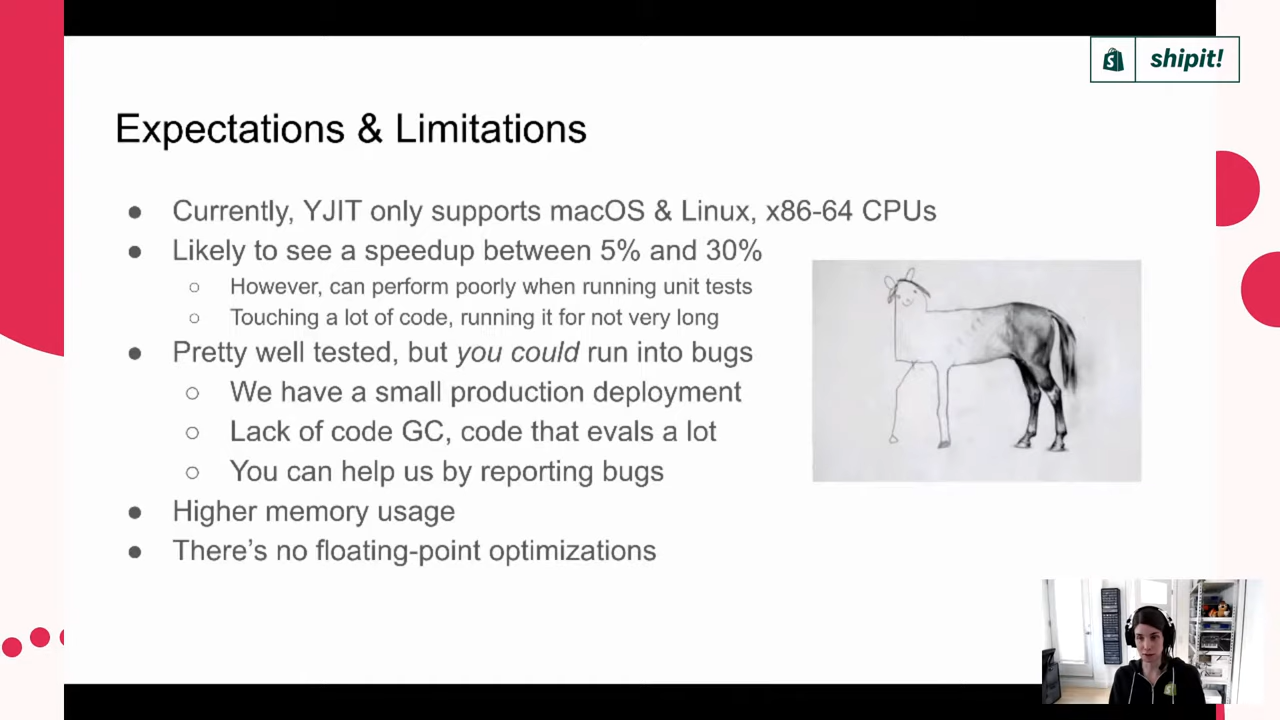 shipit!
Expectations & Limitations
● Currently, YJIT only supports macOS & Linux, x86-64 CPUs
● Likely to see a speedup between 5% and 30%
○ However, can perform poorly when running unit tests
○ Touching a lot of code, running it for not very long
● Pretty well tested, but you could run into bugs
○ We have a small production deployment
○ Lack of code GC, code that evals a lot
○ You can help us by reporting bugs
● Higher memory usage
● There's no floating-point optimizations